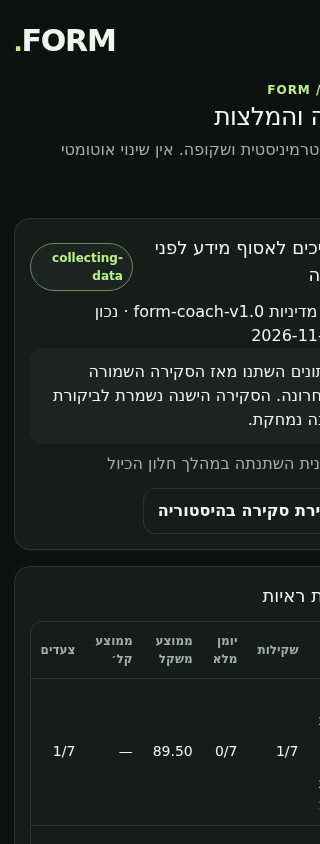 FORM.
FORM /
והמלצות
טרמיניסטית ושקופה. אין שינוי אוטומטי
יכים לאסוף מידע לפני
collecting-
data
מדיניות form-coach-v1.0 · נכון
2026-11-
תונים השתנו מאז הסקירה השמורה
חרונה. הסקירה הישנה נשמרת לביקורת
נמחקת.
נית השתנתה במהלך חלון הכיול
ירת סקירה בהיסטוריה
ת ראיות
שקילות יומן מלא ממוצע משקל ממוצע קל׳ צעדים
1/7 0/7 89.50 — 1/7